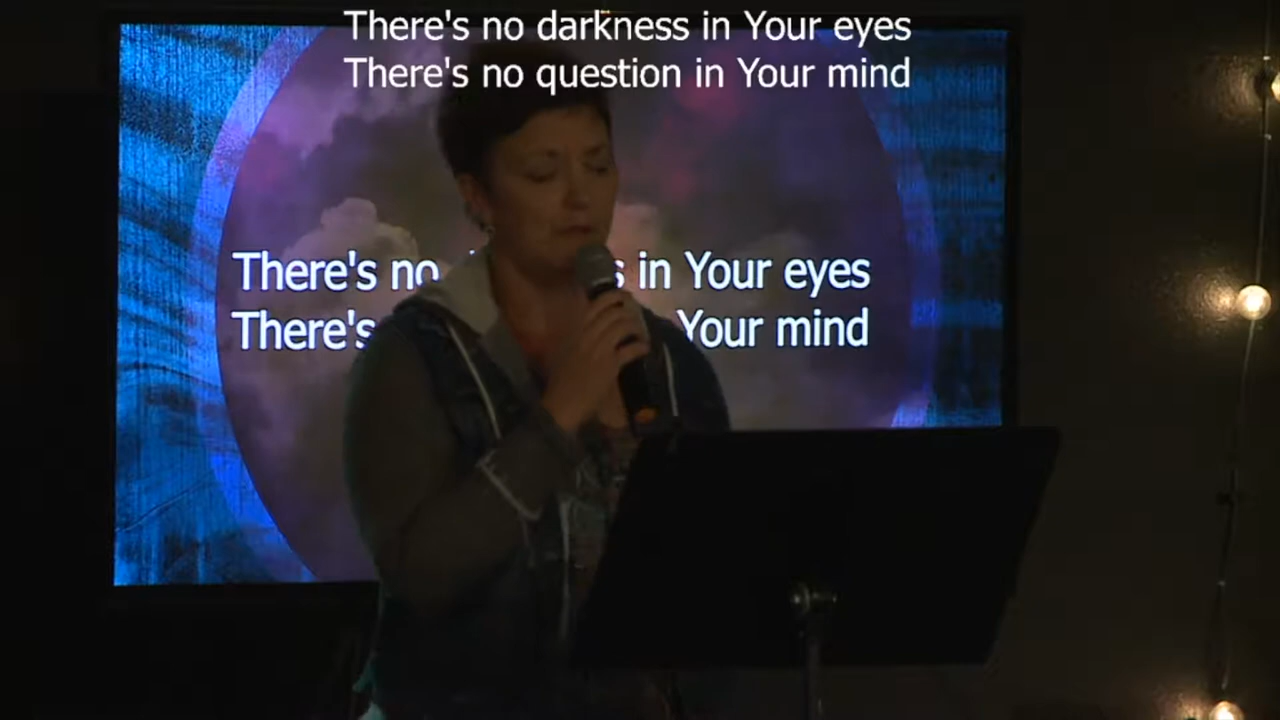 There's no darkness in Your eyes
There's no question in Your mind
There's no s in Your eyes
There's Your mind